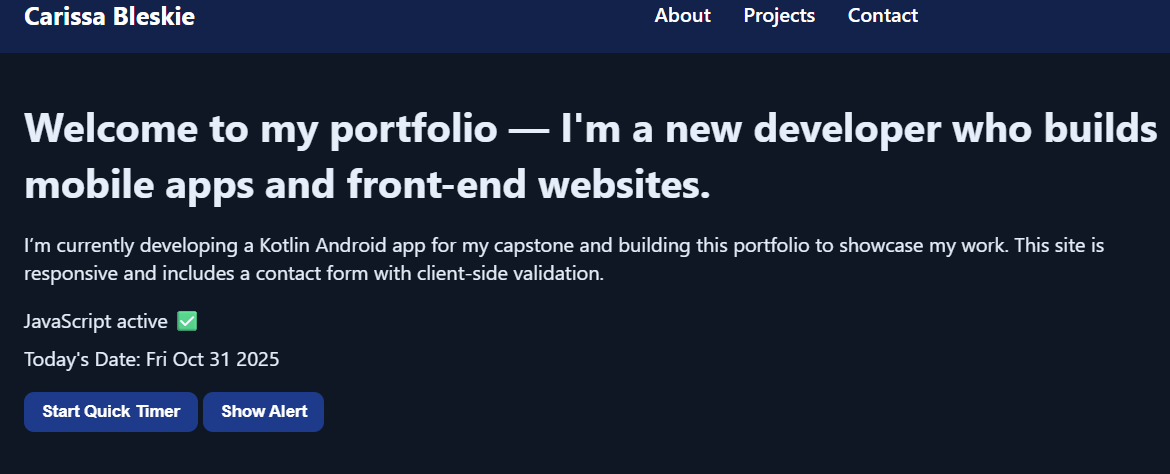 Carissa Bleskie
About Projects Contact
Welcome to my portfolio — I'm a new developer who builds
mobile apps and front-end websites.
I’m currently developing a Kotlin Android app for my capstone and building this portfolio to showcase my work. This site is
responsive and includes a contact form with client-side validation.
JavaScript active ✅
Today's Date: Fri Oct 31 2025
Start Quick Timer Show Alert